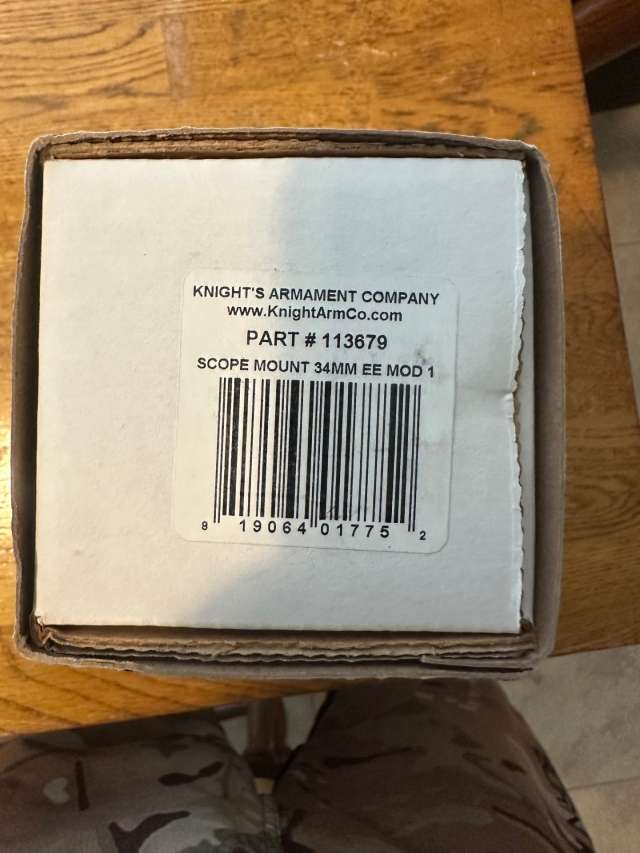 KNIGHT'S ARMAMENT COMPANY
www.KnightArmCo.com
PART # 113679
SCOPE MOUNT 34MM EE MOD 1
8 19064 01775 2